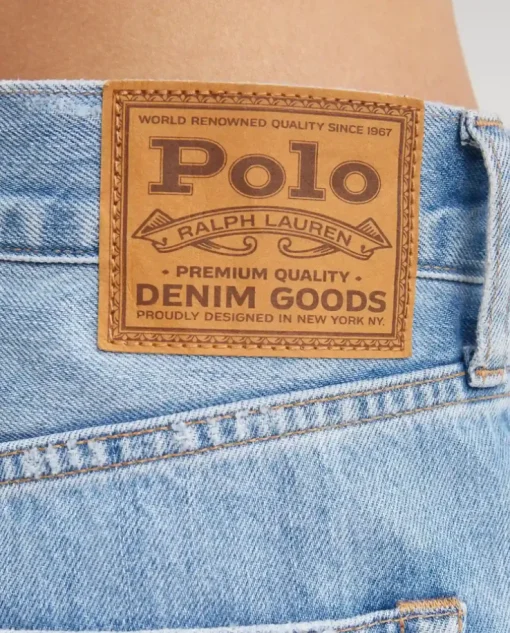 WORLD RENOWNED QUALITY SINCE 1967
Polo
RALPH LAUREN
• PREMIUM QUALITY •
DENIM GOODS
PROUDLY DESIGNED IN NEW YORK NY.